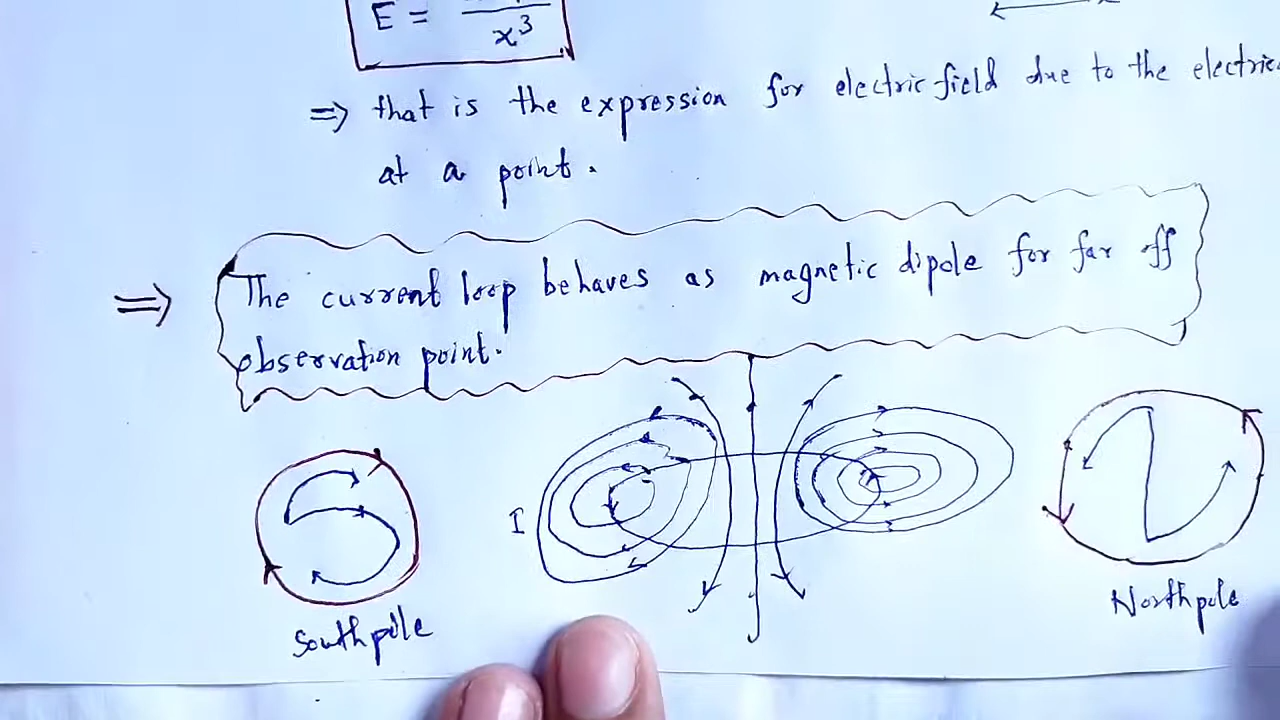 E = x³
⇒ that is the expression for electric field due to the electric
at a point.
⇒ The current loop behaves as magnetic dipole for far off
observation point.
S
I
N
South pole
North pole